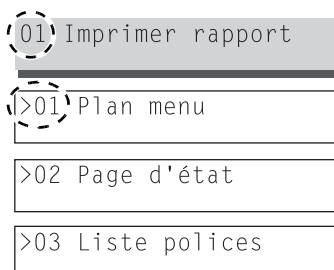 01 Imprimer rapport
>01 Plan menu
>02 Page d'état
>03 Liste polices